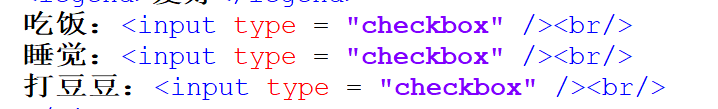 吃饭：<input type = "checkbox" /><br/>
睡觉：<input type = "checkbox" /><br/>
打豆豆：<input type = "checkbox" /><br/>